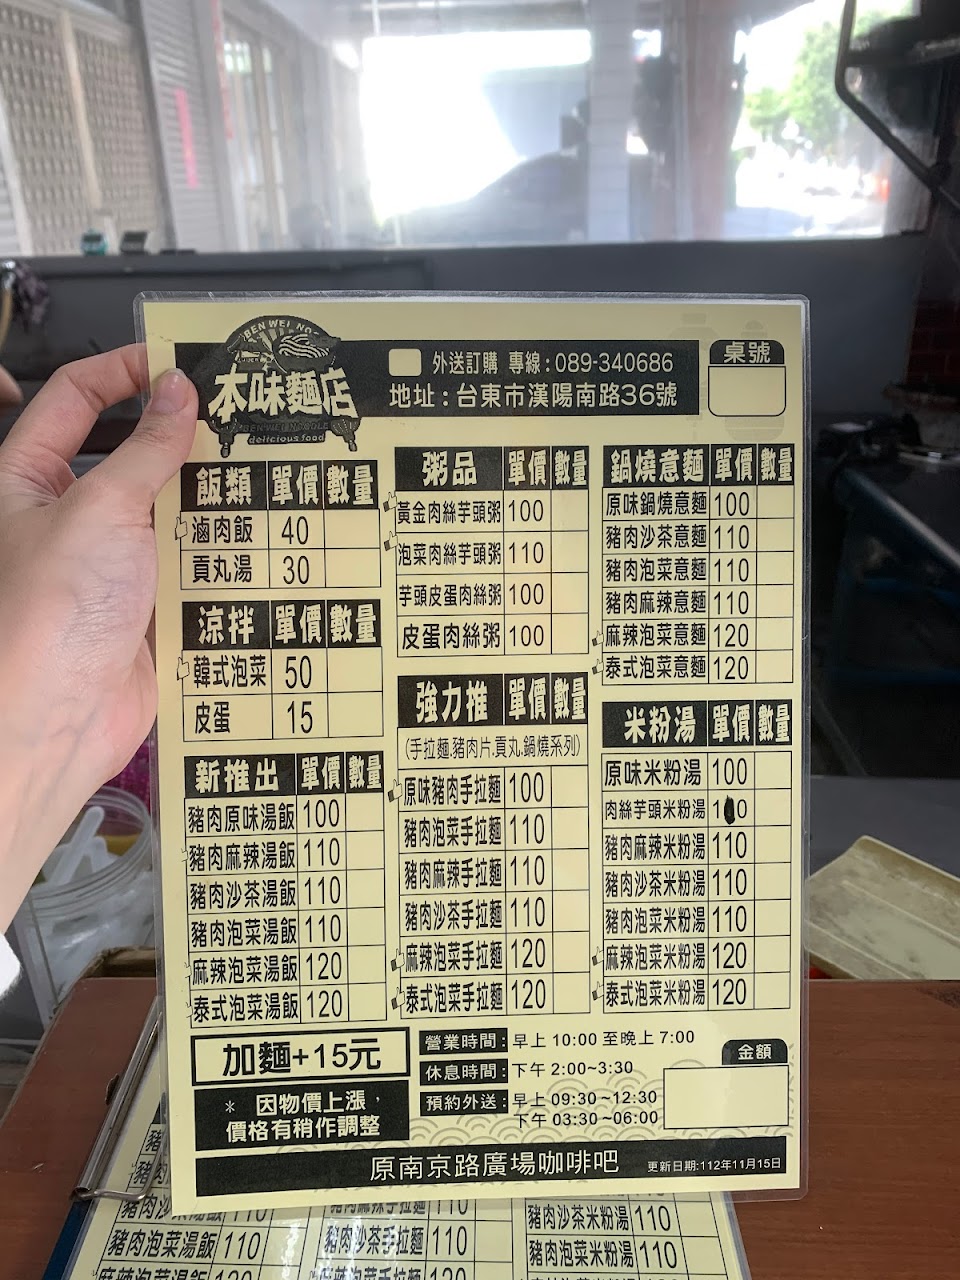 BEN WEI NOODLE
本味麵店
BEN WEI NOODLE
delicious food
外送訂購 專線:089-340686
地址:台東市漢陽南路36號
桌號
飯類 單價 數量
滷肉飯 40
貢丸湯 30
涼拌 單價 數量
韓式泡菜 50
皮蛋 15
新推出 單價 數量
豬肉原味湯飯 100
豬肉麻辣湯飯 110
豬肉沙茶湯飯 110
豬肉泡菜湯飯 110
麻辣泡菜湯飯 120
泰式泡菜湯飯 120
粥品 單價 數量
黃金肉絲芋頭粥 100
泡菜肉絲芋頭粥 110
芋頭皮蛋肉絲粥 100
皮蛋肉絲粥 100
強力推 單價 數量
(手拉麵.豬肉片.貢丸.鍋燒系列)
原味豬肉手拉麵 100
豬肉泡菜手拉麵 110
豬肉麻辣手拉麵 110
豬肉沙茶手拉麵 110
麻辣泡菜手拉麵 120
泰式泡菜手拉麵 120
鍋燒意麵 單價 數量
原味鍋燒意麵 100
豬肉沙茶意麵 110
豬肉泡菜意麵 110
豬肉麻辣意麵 110
麻辣泡菜意麵 120
泰式泡菜意麵 120
米粉湯 單價 數量
原味米粉湯 100
肉絲芋頭米粉湯
豬肉麻辣米粉湯 110
豬肉沙茶米粉湯 110
豬肉泡菜米粉湯 110
麻辣泡菜米粉湯 120
泰式泡菜米粉湯 120
加麵+15元
* 因物價上漲,
價格有稍作調整
營業時間: 早上 10:00 至晚上 7:00
休息時間: 下午 2:00~3:30
預約外送: 早上 09:30~12:30
下午 03:30~06:00
金額
原南京路廣場咖啡吧 更新日期:112年11月15日
豬肉泡菜湯飯 110
豬肉沙茶手拉麵 110
豬肉沙茶米粉湯 110
豬肉泡菜米粉湯 110